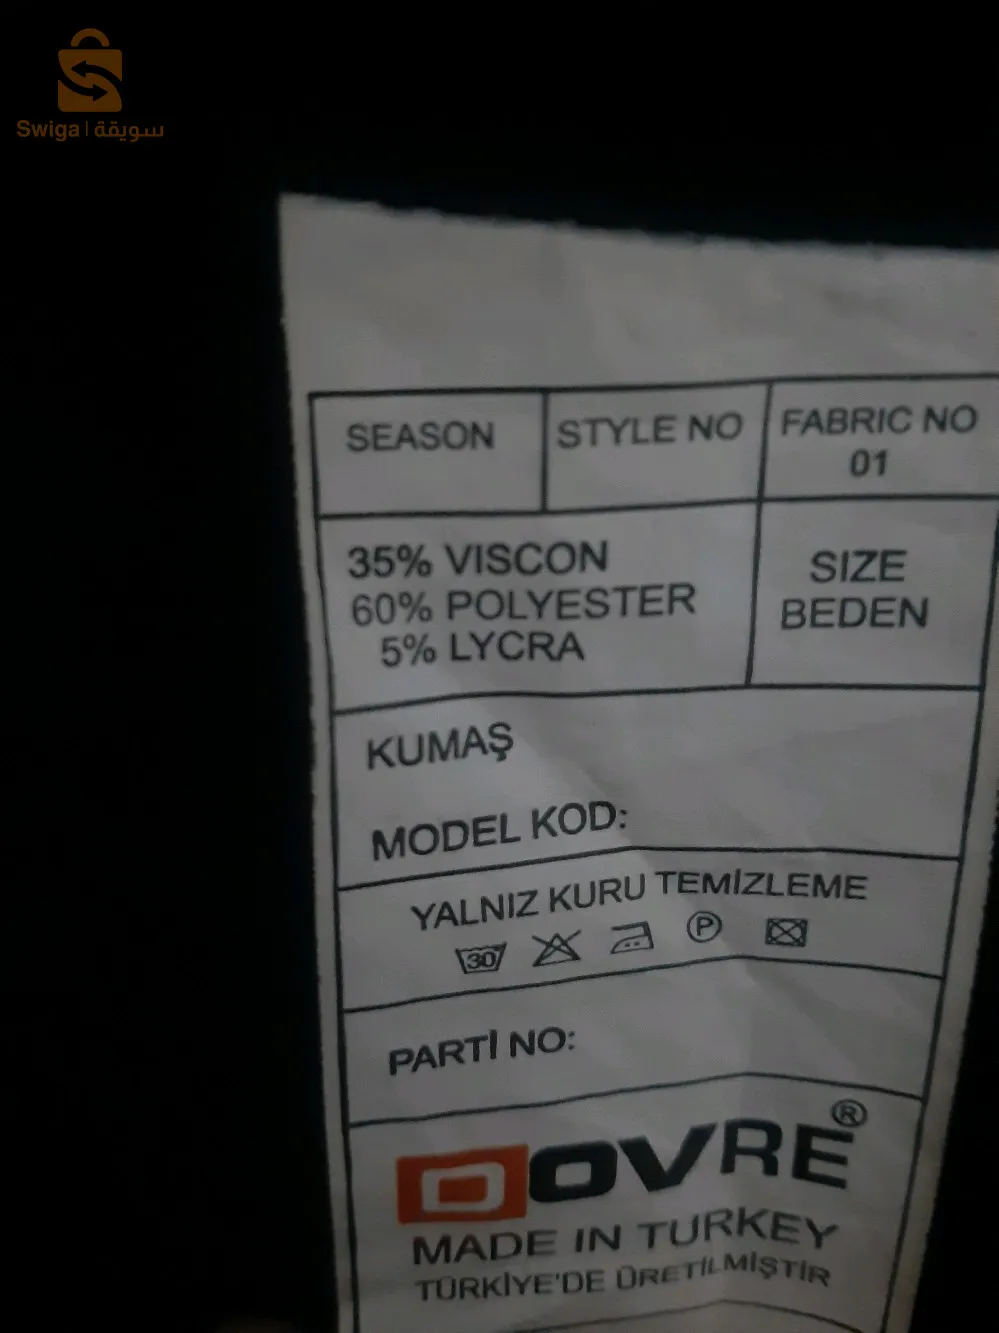 Swiga | سويقة
SEASON
STYLE NO
FABRIC NO
01
35% VISCON
60% POLYESTER
5% LYCRA
SIZE
BEDEN
KUMAŞ
MODEL KOD:
YALNIZ KURU TEMİZLEME
30
P
PARTİ NO:
DOVRE®
MADE IN TURKEY
TÜRKİYE'DE ÜRETİLMİŞTİR